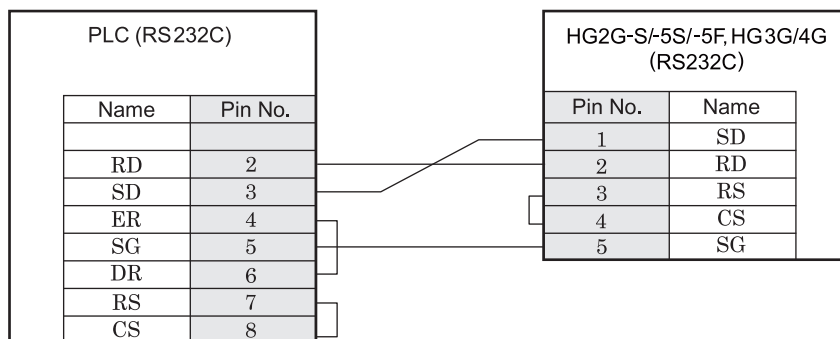 PLC (RS232C)
Name Pin No.
RD 2
SD 3
ER 4
SG 5
DR 6
RS 7
CS 8
HG2G-S/-5S/-5F, HG3G/4G
(RS232C)
Pin No. Name
1 SD
2 RD
3 RS
4 CS
5 SG